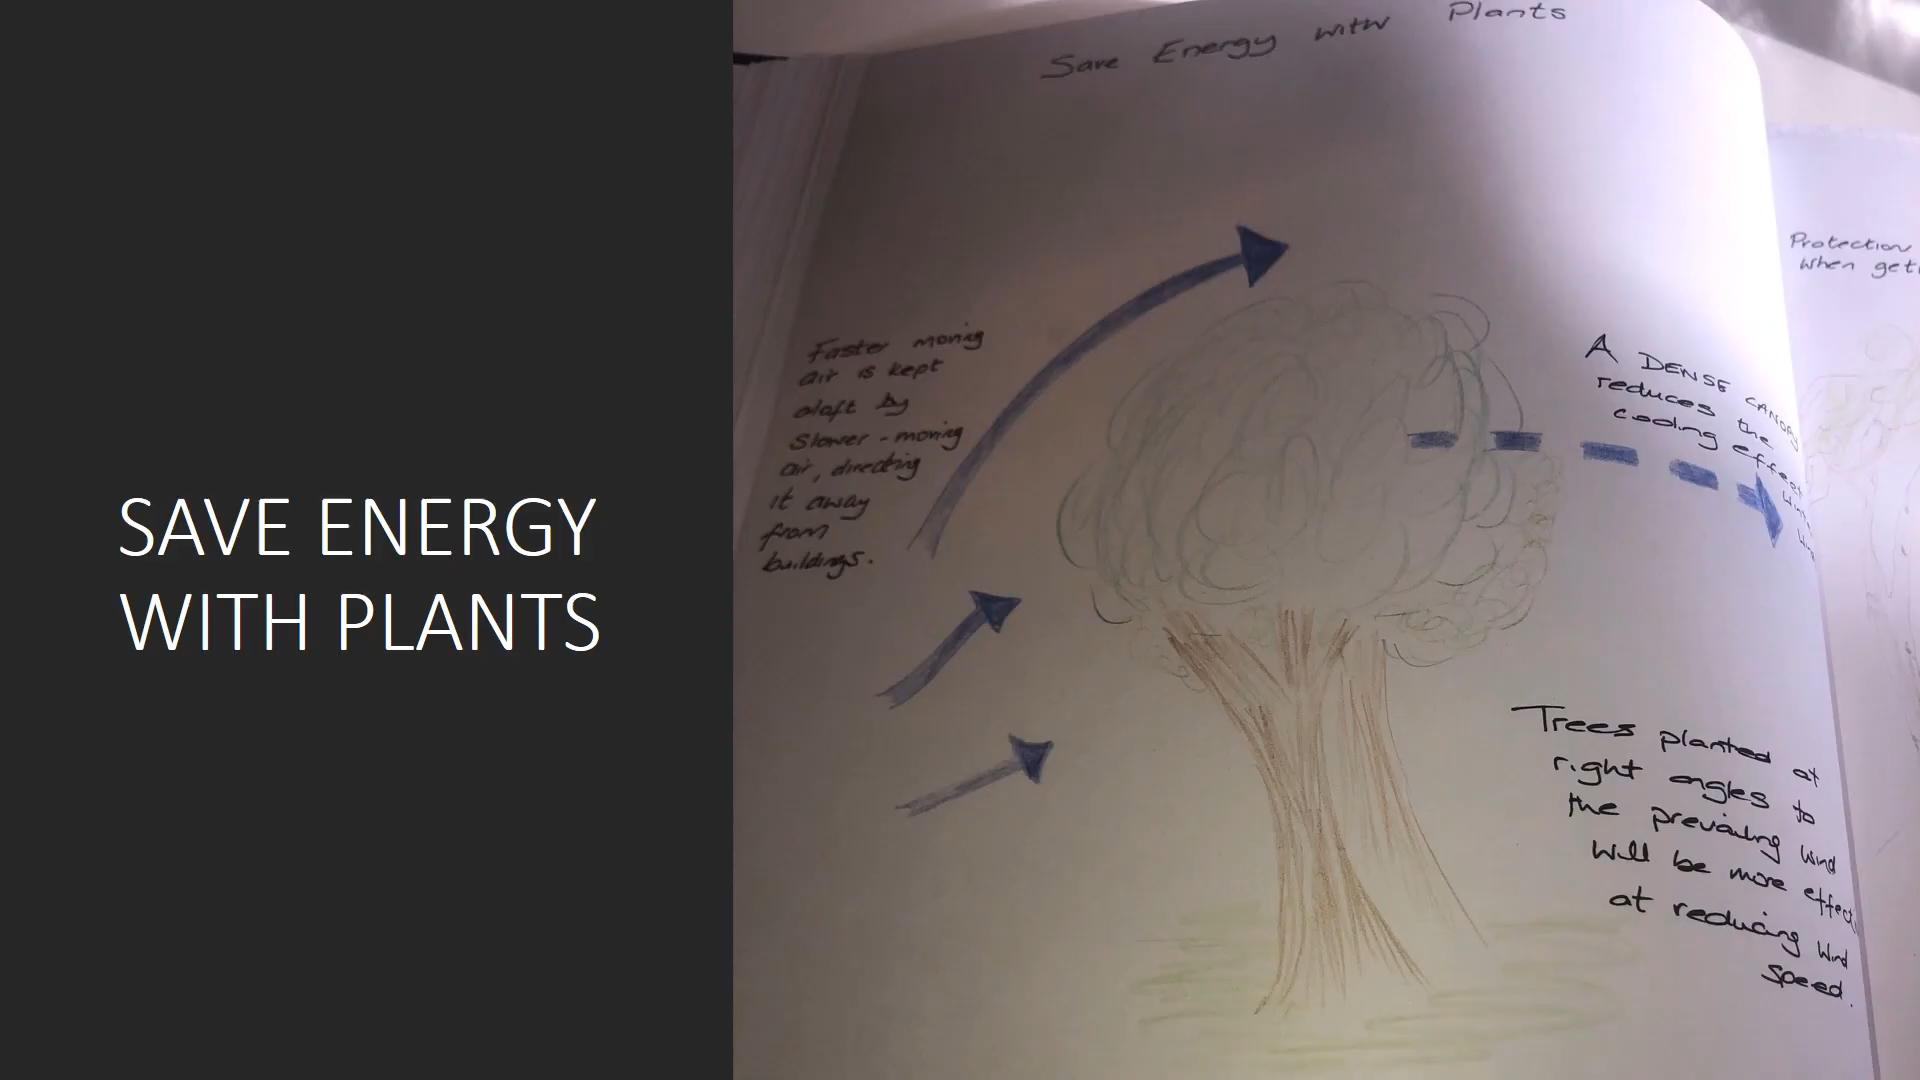 SAVE ENERGY
WITH PLANTS
Save Energy with Plants
Faster moving
air is kept
aloft by
slower-moving
air, directing
it away
from
buildings.
A DENSE CANOPY
reduces the
cooling effect
Protection
when
Trees planted at
right angles to
the prevailing wind
will be more
at reducing wind
speed.